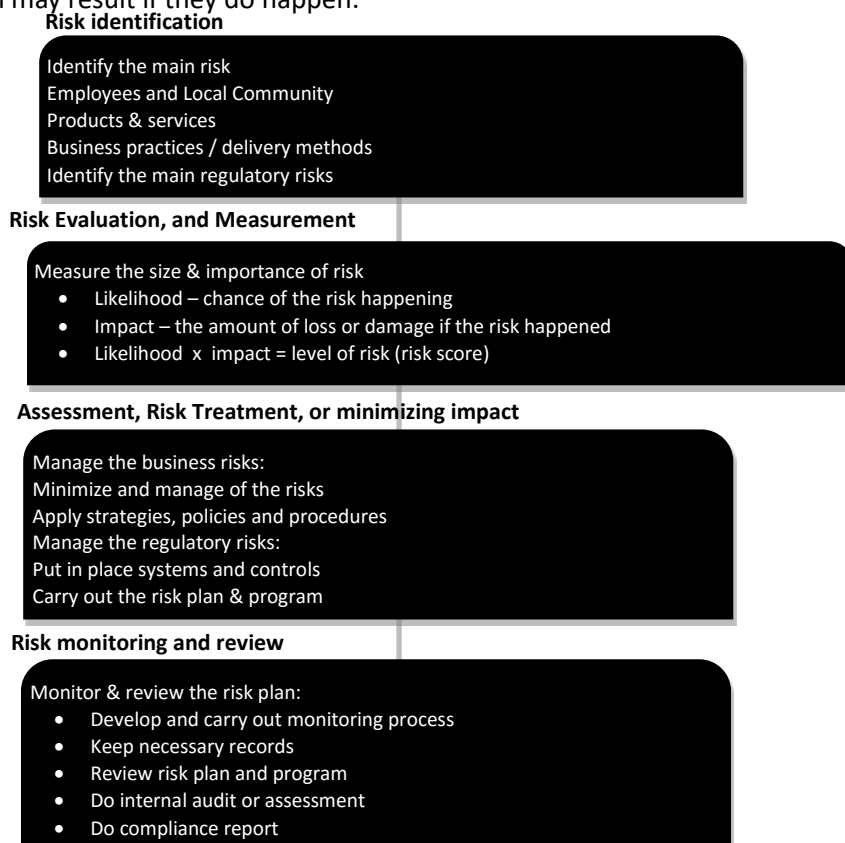 may result if they do happen.
Risk identification
Identify the main risk
Employees and Local Community
Products & services
Business practices / delivery methods
Identify the main regulatory risks
Risk Evaluation, and Measurement
Measure the size & importance of risk
• Likelihood – chance of the risk happening
• Impact – the amount of loss or damage if the risk happened
• Likelihood x impact = level of risk (risk score)
Assessment, Risk Treatment, or minimizing impact
Manage the business risks:
Minimize and manage of the risks
Apply strategies, policies and procedures
Manage the regulatory risks:
Put in place systems and controls
Carry out the risk plan & program
Risk monitoring and review
Monitor & review the risk plan:
• Develop and carry out monitoring process
• Keep necessary records
• Review risk plan and program
• Do internal audit or assessment
• Do compliance report